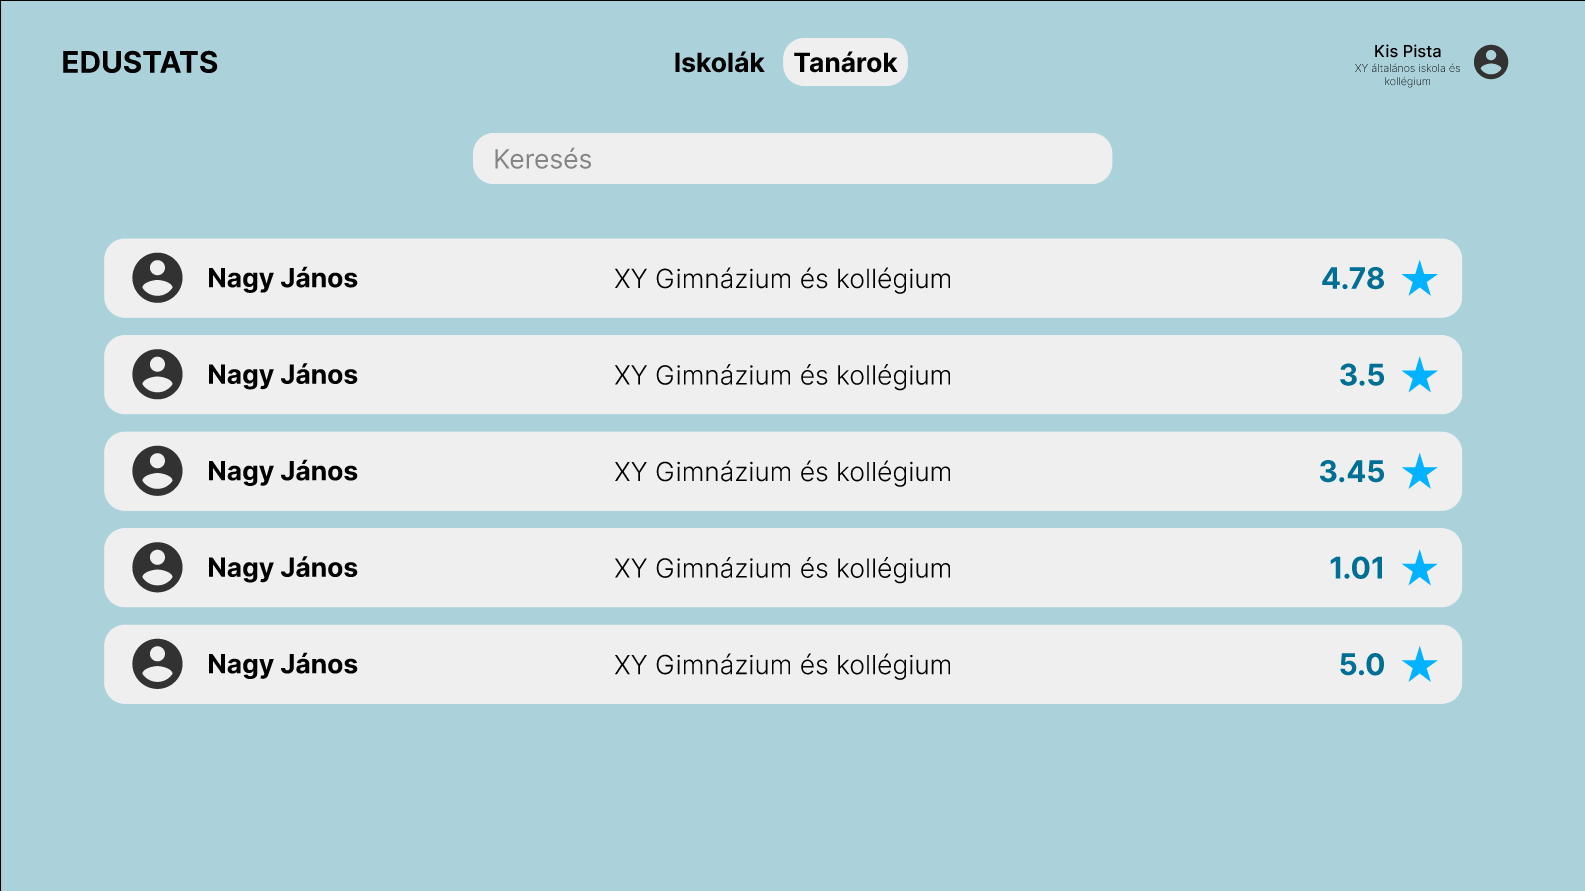 EDUSTATS
Iskolák
Tanárok
Kis Pista
XY általános iskola és
kollégium
Keresés
Nagy János
XY Gimnázium és kollégium
4.78
Nagy János
XY Gimnázium és kollégium
3.5
Nagy János
XY Gimnázium és kollégium
3.45
Nagy János
XY Gimnázium és kollégium
1.01
Nagy János
XY Gimnázium és kollégium
5.0